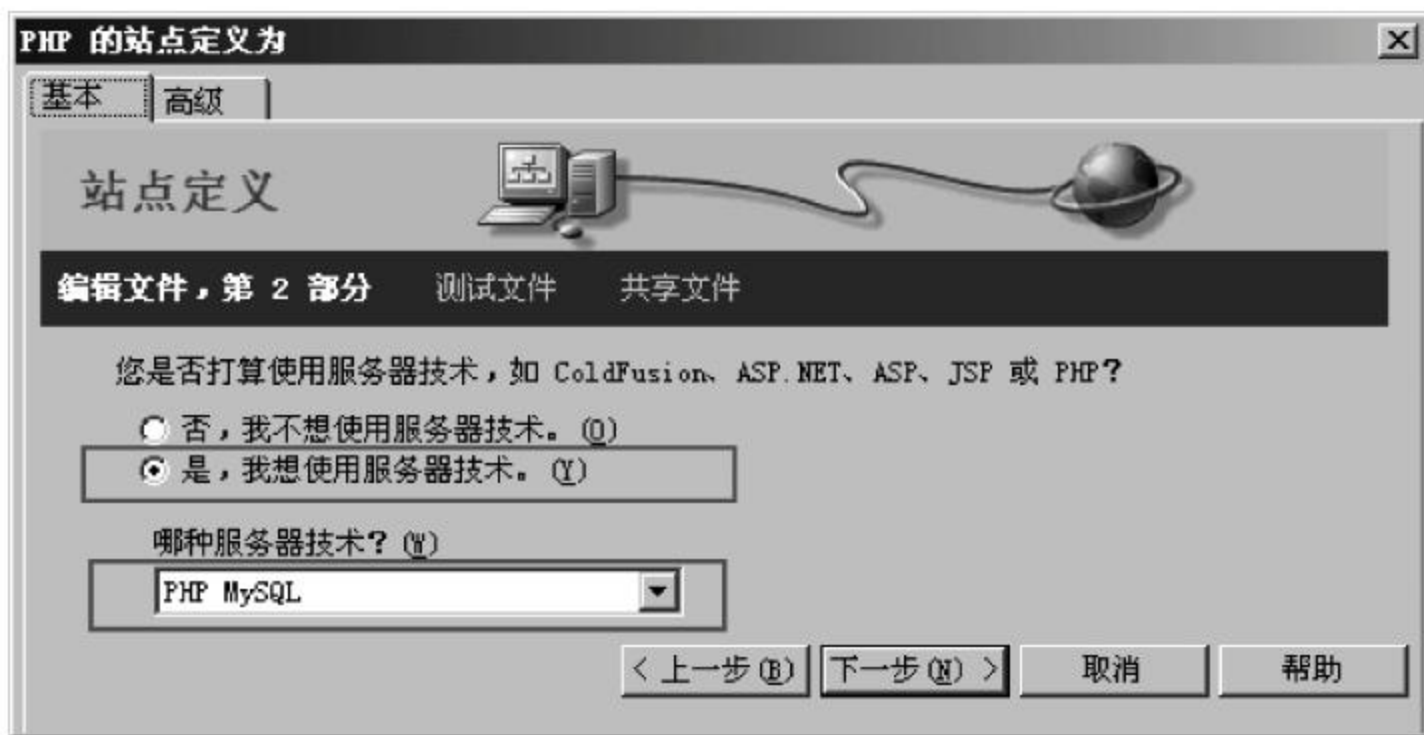 PHP 的站点定义为
基本 高级
站点定义
编辑文件，第 2 部分 测试文件 共享文件
您是否打算使用服务器技术，如 ColdFusion、ASP.NET、ASP、JSP 或 PHP？
否，我不想使用服务器技术。(O)
是，我想使用服务器技术。(Y)
哪种服务器技术？(W)
PHP MySQL
< 上一步(B) 下一步(N) > 取消 帮助